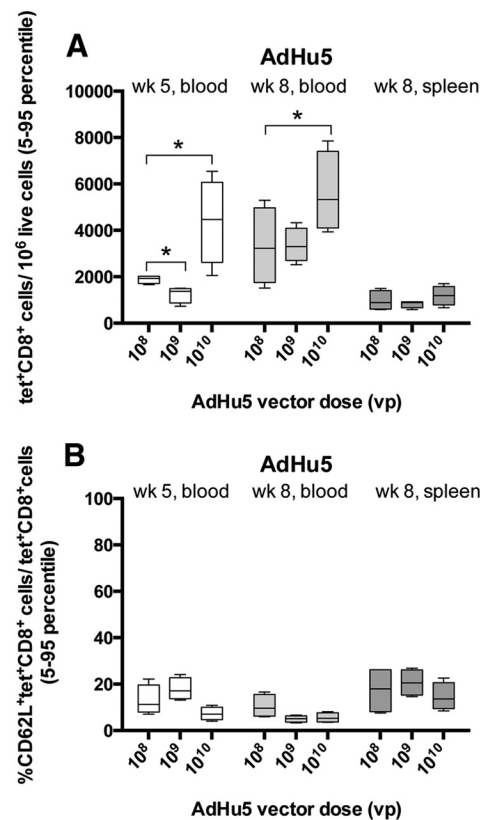 A
AdHu5
wk 5, blood wk 8, blood wk 8, spleen
tet⁺CD8⁺ cells/ 10⁶ live cells (5-95 percentile)
10000
8000
6000
4000
2000
0
* * *
10⁸ 10⁹ 10¹⁰ 10⁸ 10⁹ 10¹⁰ 10⁸ 10⁹ 10¹⁰
AdHu5 vector dose (vp)
B
AdHu5
wk 5, blood wk 8, blood wk 8, spleen
%CD62L⁺tet⁺CD8⁺ cells/ tet⁺CD8⁺cells
(5-95 percentile)
100
80
60
40
20
0
10⁸ 10⁹ 10¹⁰ 10⁸ 10⁹ 10¹⁰ 10⁸ 10⁹ 10¹⁰
AdHu5 vector dose (vp)